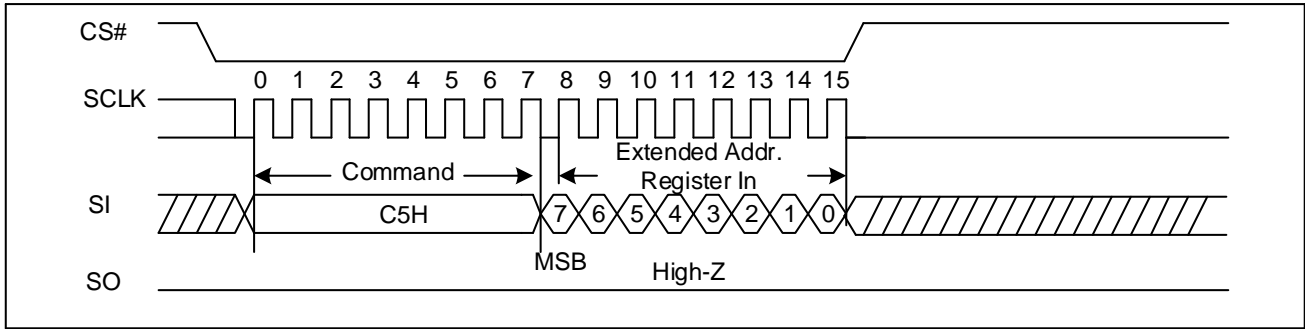 CS#
0 1 2 3 4 5 6 7 8 9 10 11 12 13 14 15
SCLK
Command
Extended Addr.
Register In
SI
C5H
7 6 5 4 3 2 1 0
MSB
High-Z
SO